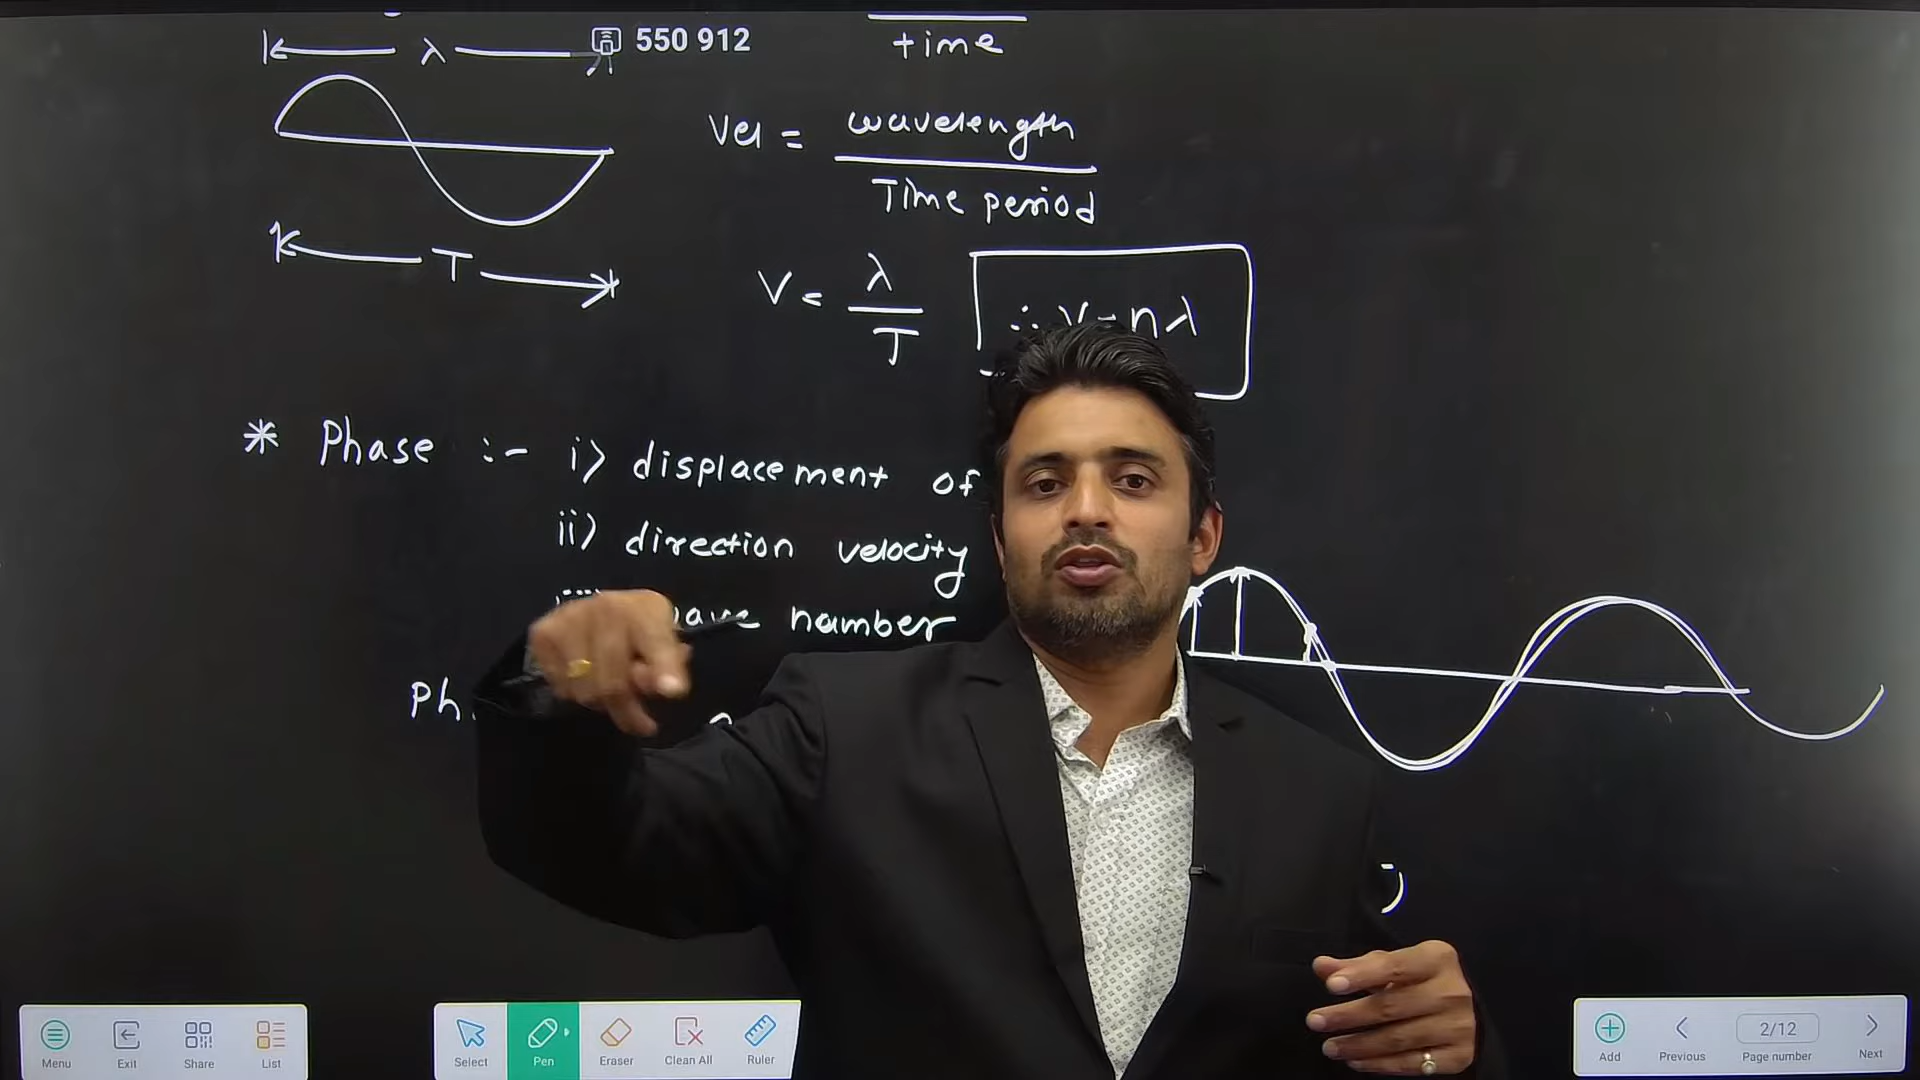 λ
550 912
time
Vel = wavelength
Time period
T
V = λ
T
∴ V = nλ
* Phase :- i) displacement of
ii) direction velocity
number
Ph
Menu
Exit
Share
List
Select
Pen
Eraser
Clean All
Ruler
Add
Previous
2/12
Page number
Next